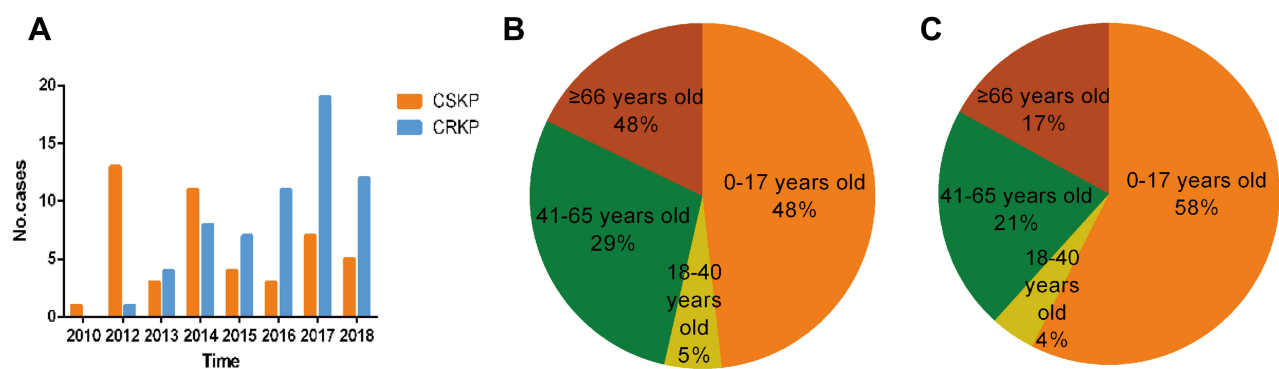 A
20
15
10
5
0
No.cases
2010 2012 2013 2014 2015 2016 2017 2018
Time
CSKP
CRKP
B
≥66 years old
48%
0-17 years old
48%
41-65 years old
29%
18-40
years
old
5%
C
≥66 years old
17%
0-17 years old
58%
41-65 years old
21%
18-40
years
old
4%